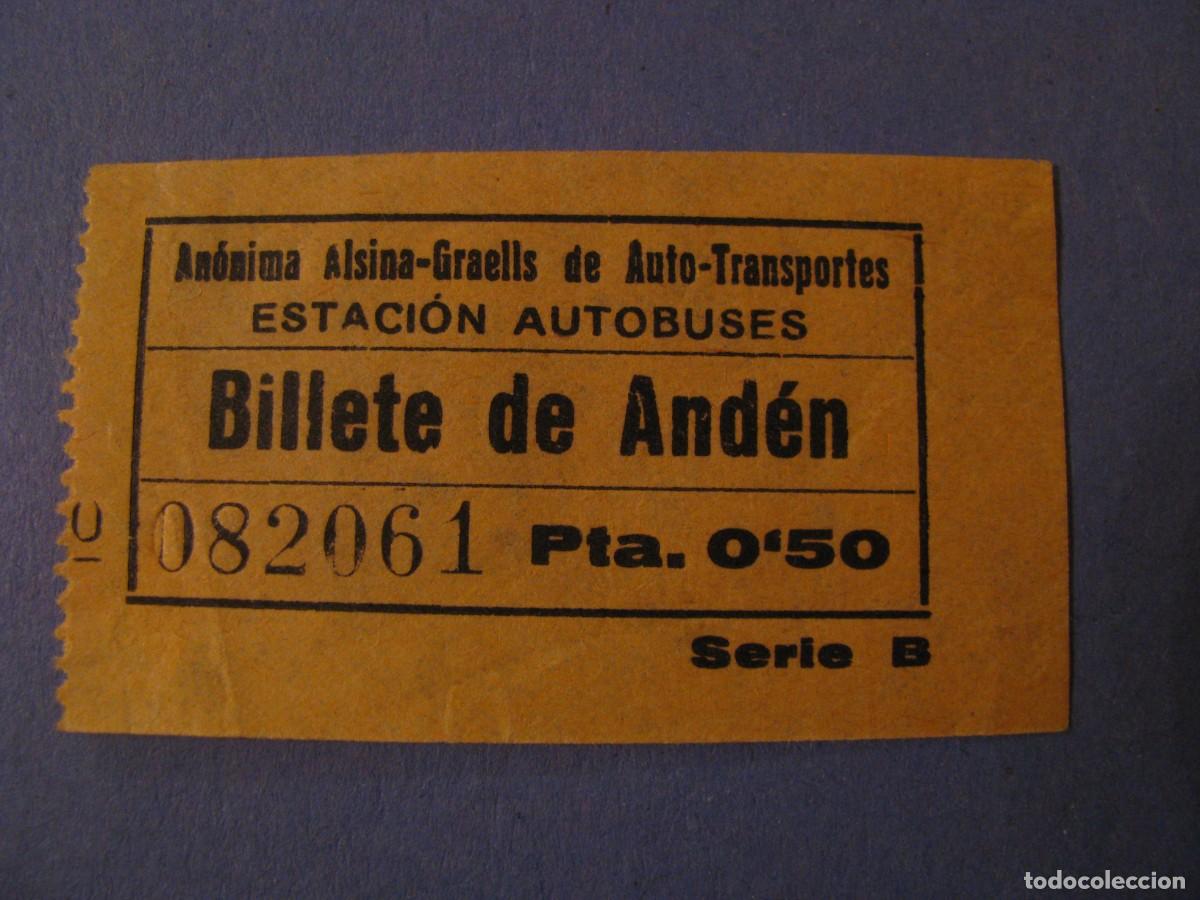 Anónima Alsina-Graells de Auto-Transportes
ESTACIÓN AUTOBUSES
Billete de Andén
º 082061 Pta. 0'50
Serie B
todocoleccion